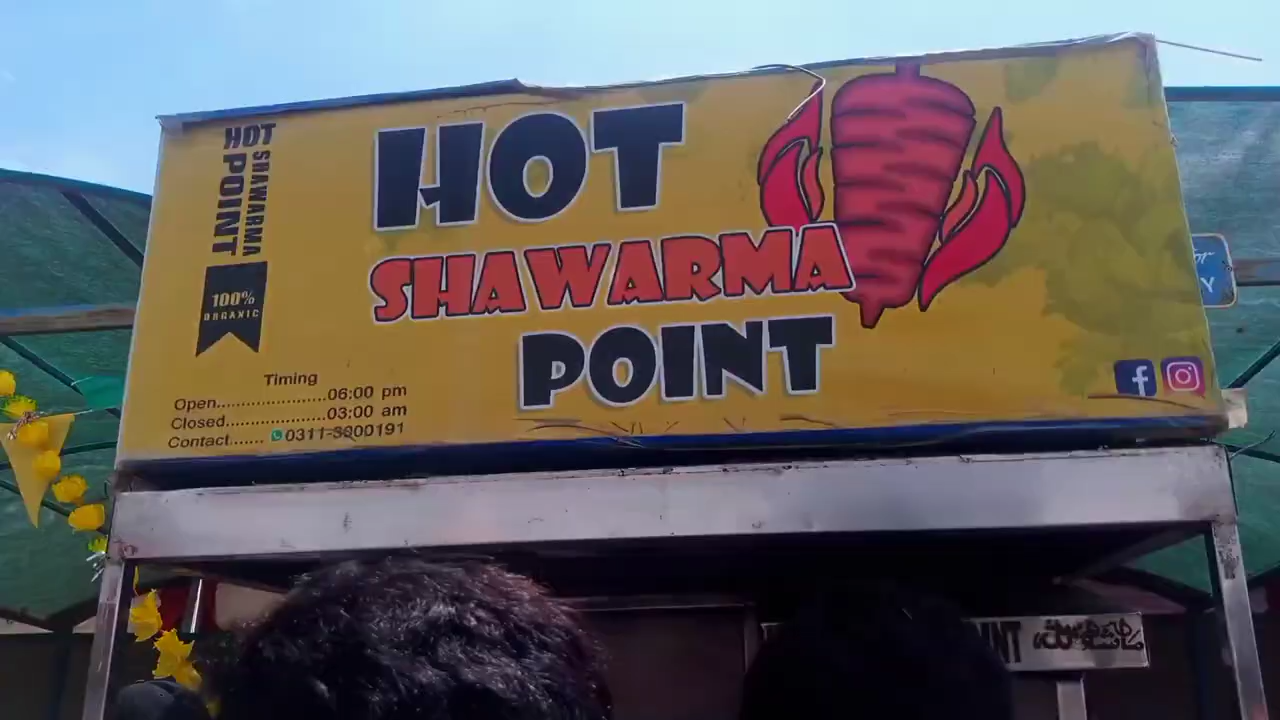 HOT
SHAWARMA
POINT
100%
ORGANIC
HOT
SHAWARMA
POINT
Timing
Open.....................06:00 pm
Closed...................03:00 am
Contact...... 0311-3800191